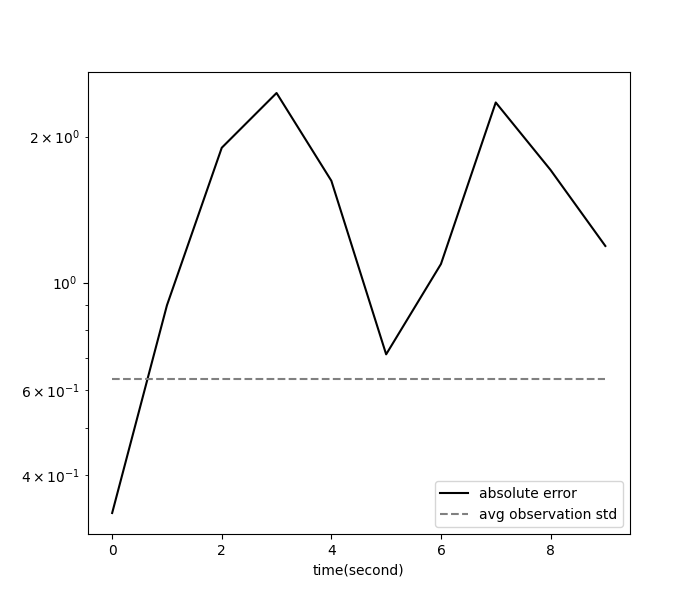 2 × 10⁰
10⁰
6 × 10⁻¹
4 × 10⁻¹
0 2 4 6 8
time(second)
absolute error
avg observation std